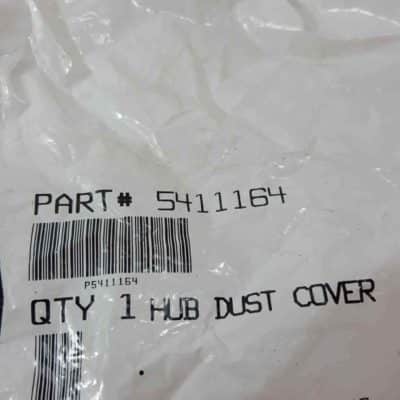 PART# 5411164
P5411164
QTY 1 HUB DUST COVER